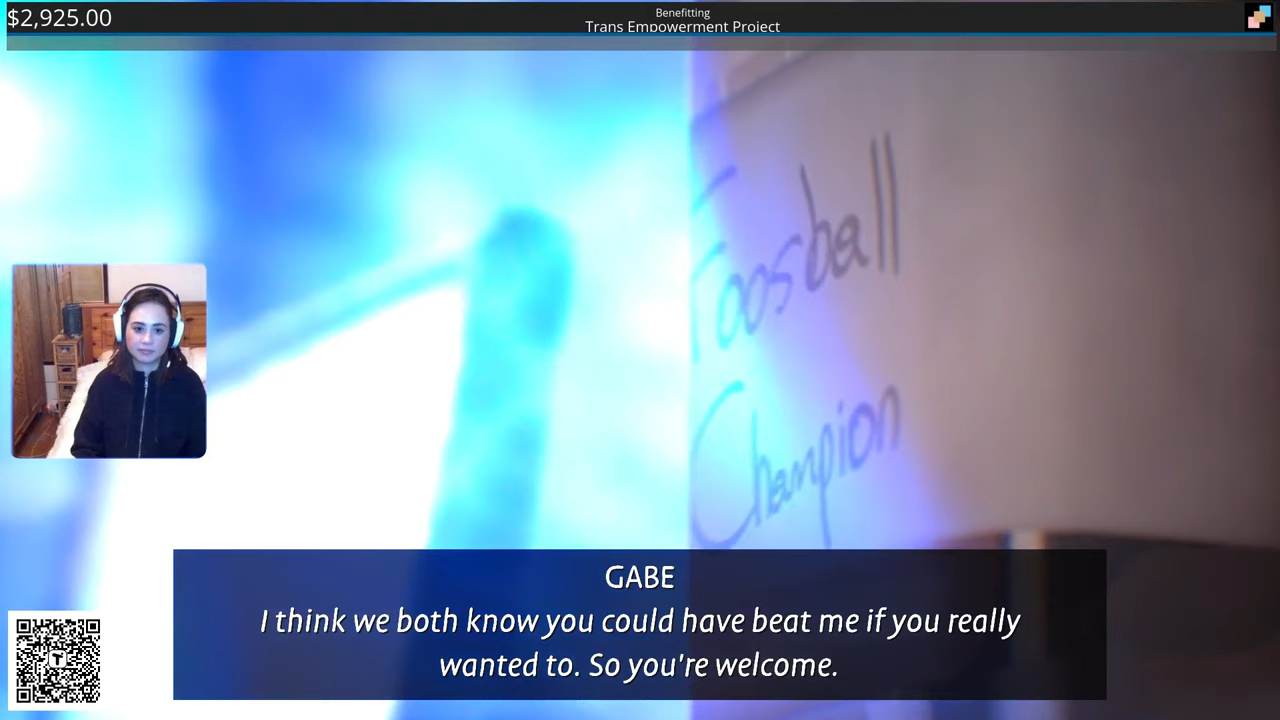 $2,925.00
Benefitting
Trans Empowerment Project
Foosball
Champion
GABE
I think we both know you could have beat me if you really
wanted to. So you're welcome.
T